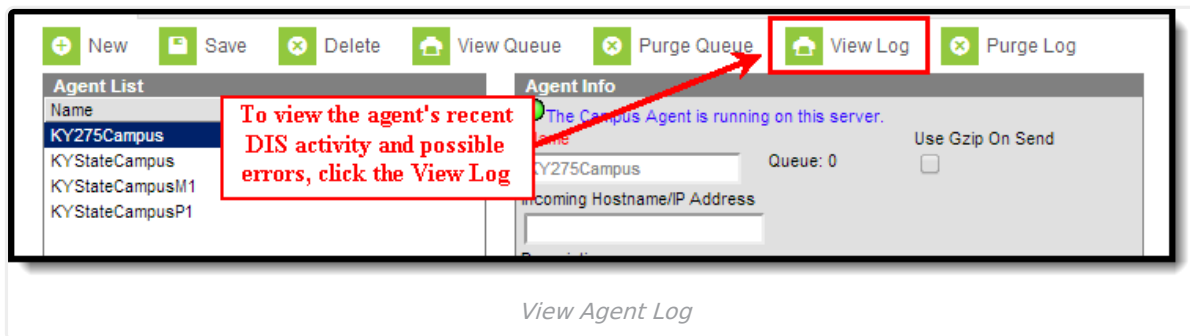 New Save Delete View Queue Purge Queue View Log Purge Log
Agent List
Name
KY275Campus
KYStateCampus
KYStateCampusM1
KYStateCampusP1
To view the agent's recent
DIS activity and possible
errors, click the View Log
Agent Info
The Campus Agent is running on this server.
Name
Use Gzip On Send
KY275Campus
Queue: 0
Incoming Hostname/IP Address
View Agent Log